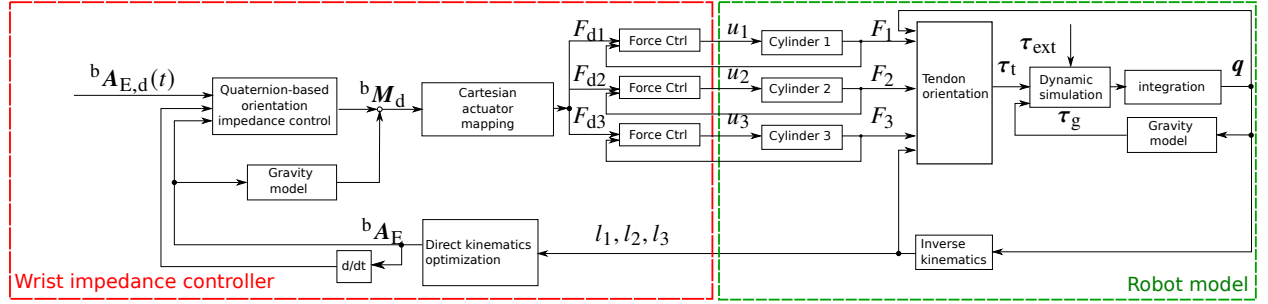 ᵇA_E,d(t)
Quaternion-based
orientation
impedance control
ᵇM_d
Cartesian
actuator
mapping
F_d1
F_d2
F_d3
Force Ctrl
Force Ctrl
Force Ctrl
u_1
u_2
u_3
Cylinder 1
Cylinder 2
Cylinder 3
F_1
F_2
F_3
Tendon
orientation
τ_t
τ_ext
Dynamic
simulation
τ_g
integration
q
Gravity
model
Gravity
model
ᵇA_E
d/dt
Direct kinematics
optimization
l_1, l_2, l_3
Inverse
kinematics
Wrist impedance controller
Robot model